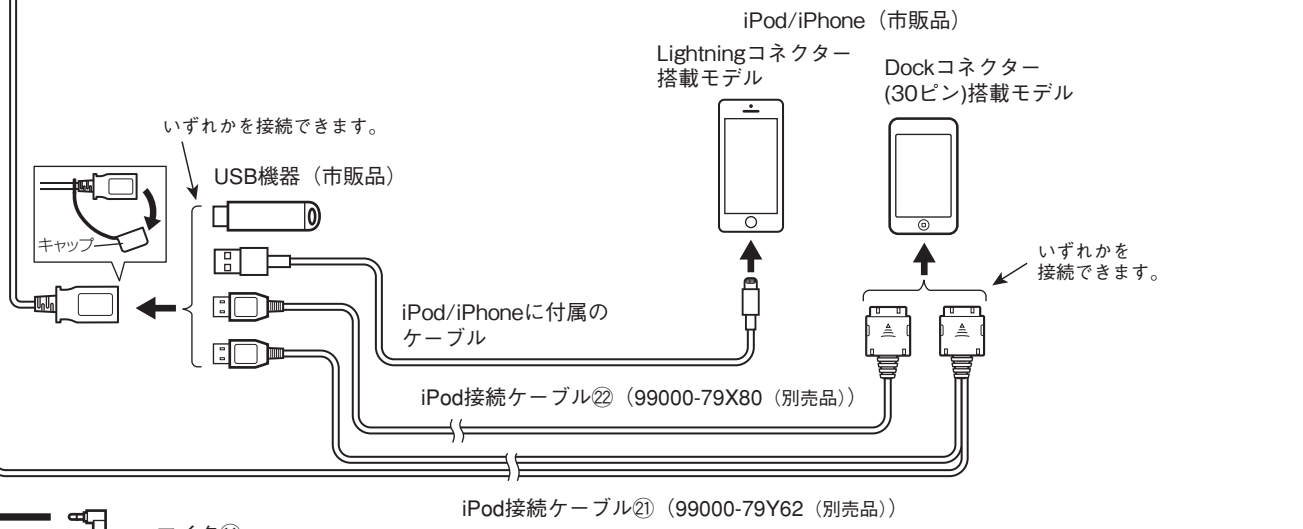 iPod/iPhone（市販品）
Lightningコネクター
搭載モデル
Dockコネクター
(30ピン)搭載モデル
いずれかを接続できます。
USB機器（市販品）
キャップ
いずれかを
接続できます。
iPod/iPhoneに付属の
ケーブル
iPod接続ケーブル㉒（99000-79X80（別売品））
iPod接続ケーブル㉑（99000-79Y62（別売品））